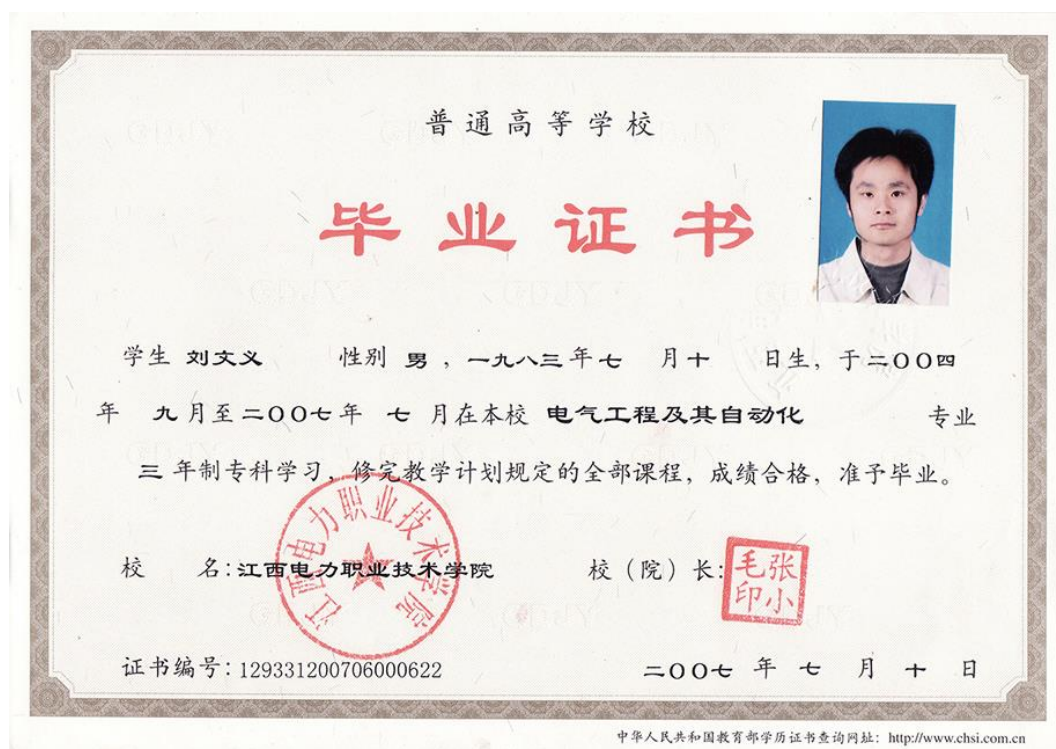 普通高等学校
毕业证书
学生 刘文义 性别 男，一九八三年七 月十 日生，于二〇〇四
年 九月至二〇〇七年 七 月在本校 电气工程及其自动化 专业
三 年制专科学习，修完教学计划规定的全部课程，成绩合格，准予毕业。
江西电力职业技术学院
校 名：江西电力职业技术学院 校（院）长：
张小毛印
证书编号：129331200706000622 二〇〇七 年 七 月 十 日
中华人民共和国教育部学历证书查询网址：http://www.chsi.com.cn